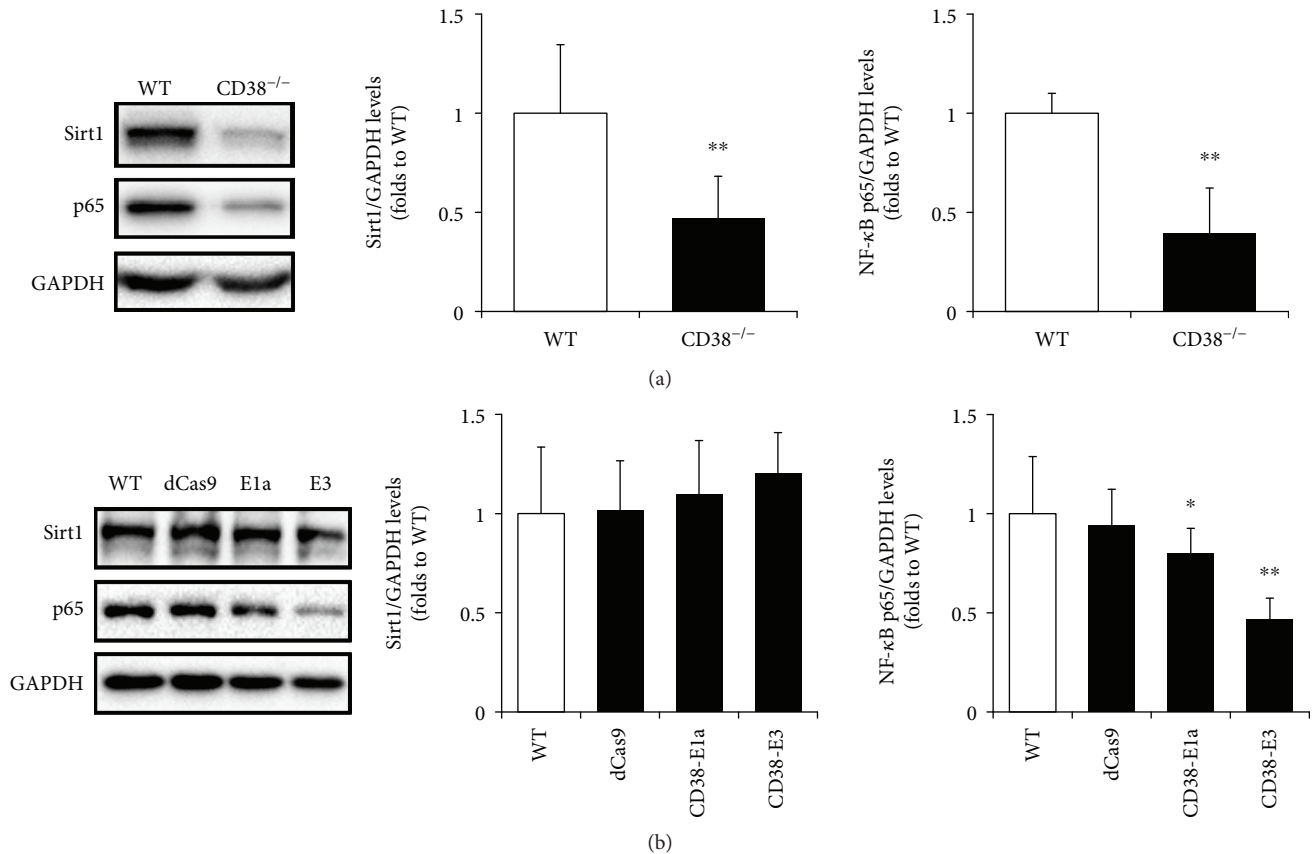 WT CD38−/−
Sirt1
p65
GAPDH
Sirt1/GAPDH levels
(folds to WT)
1.5
1
0.5
0
**
WT CD38−/−
NF-κB p65/GAPDH levels
(folds to WT)
1.5
1
0.5
0
**
WT CD38−/−
(a)
WT dCas9 E1a E3
Sirt1
p65
GAPDH
Sirt1/GAPDH levels
(folds to WT)
1.5
1
0.5
0
WT
dCas9
CD38-E1a
CD38-E3
NF-κB p65/GAPDH levels
(folds to WT)
1.5
1
0.5
0
*
**
WT
dCas9
CD38-E1a
CD38-E3
(b)